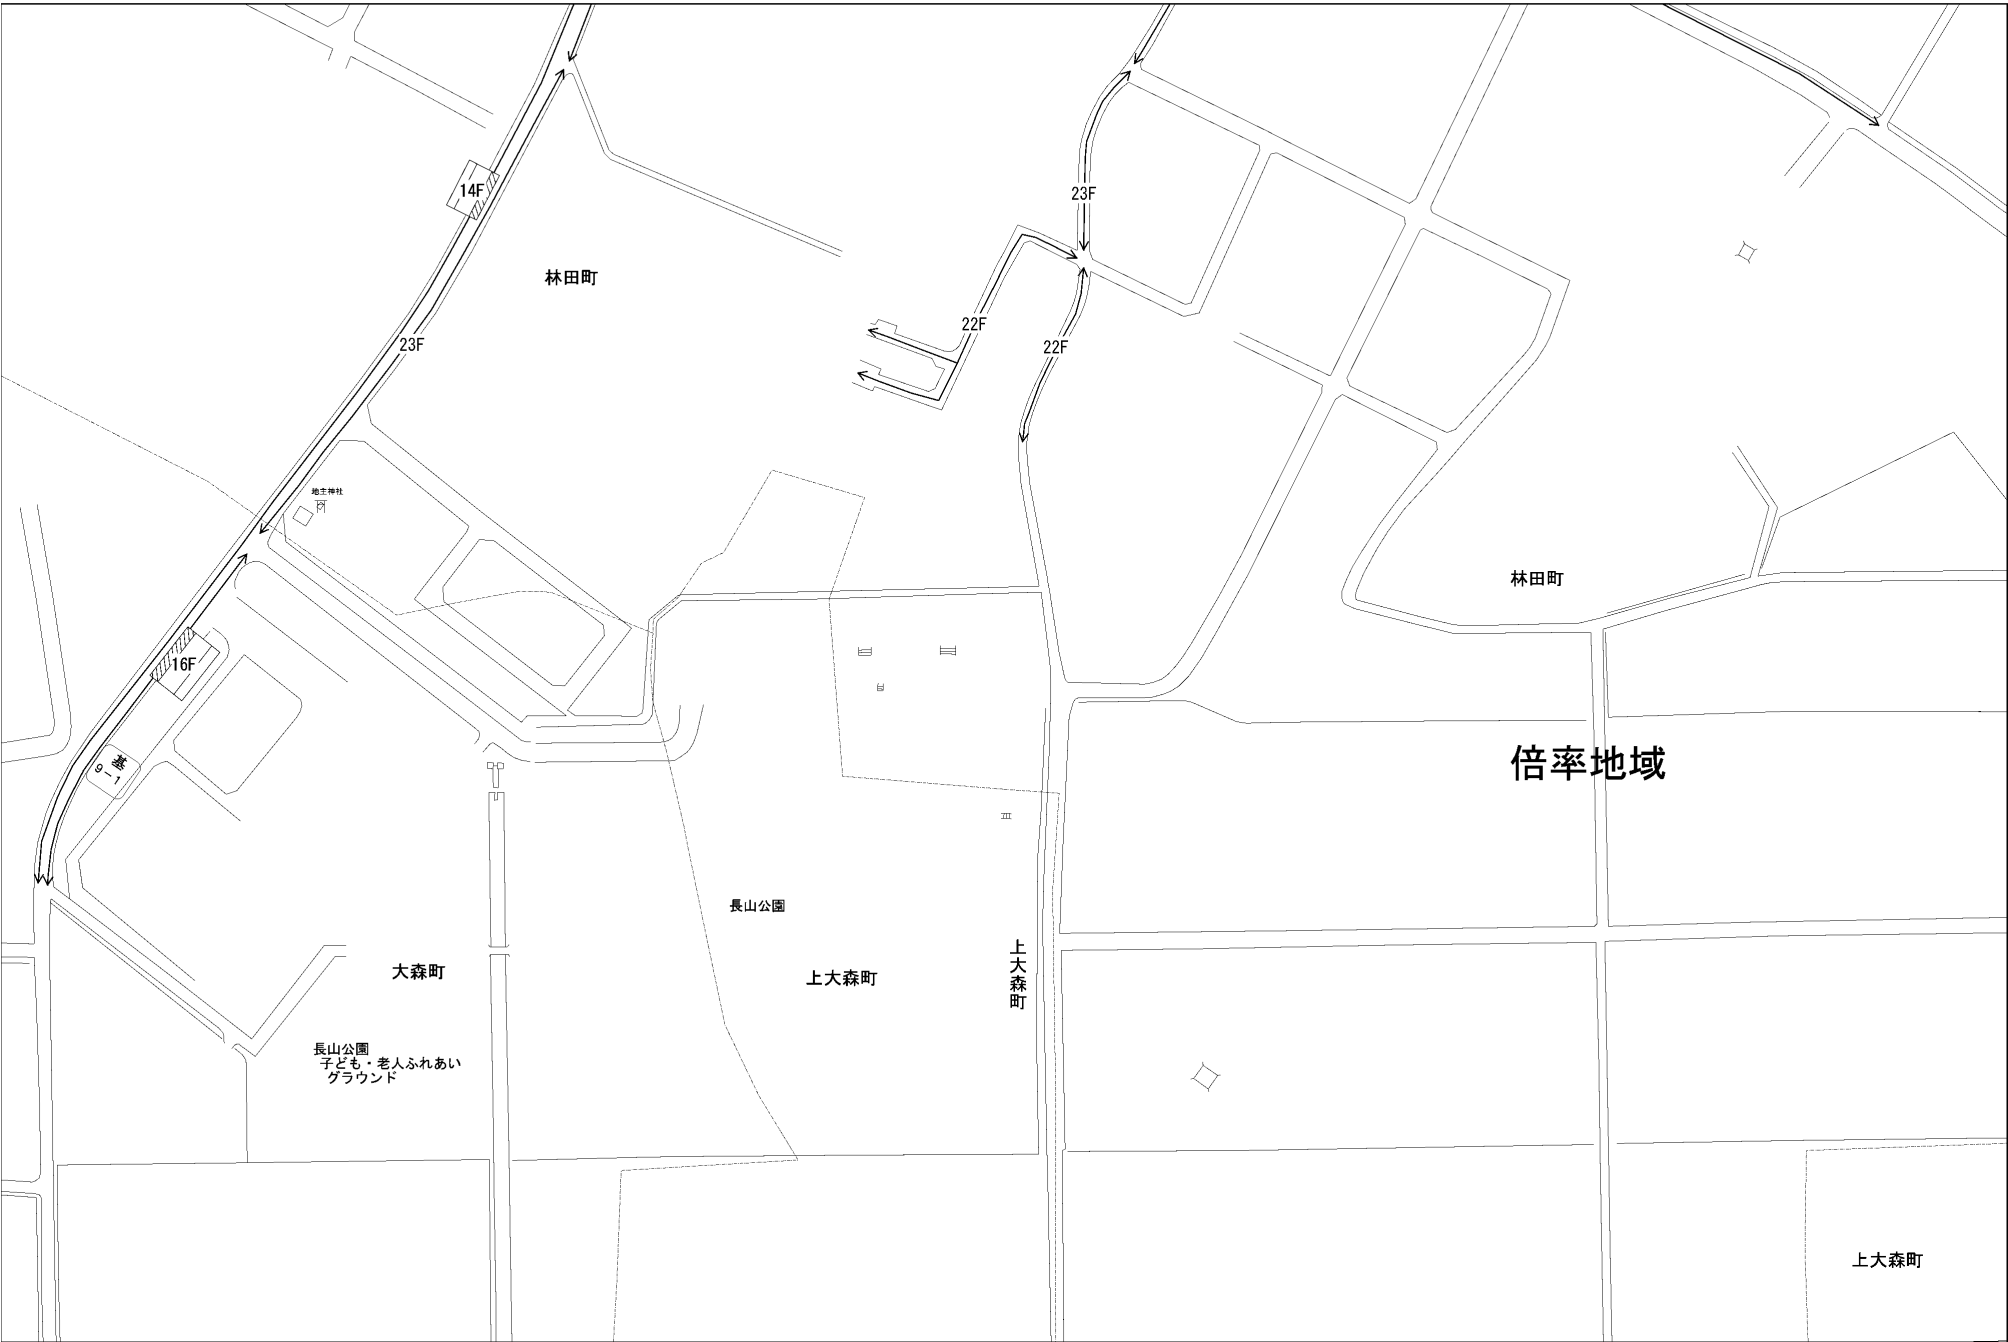 14F
23F
林田町
22F
23F
22F
地主神社
林田町
16F
倍率地域
基
9-1
長山公園
上大森町
大森町
上大森町
長山公園
子ども・老人ふれあい
グラウンド
上大森町